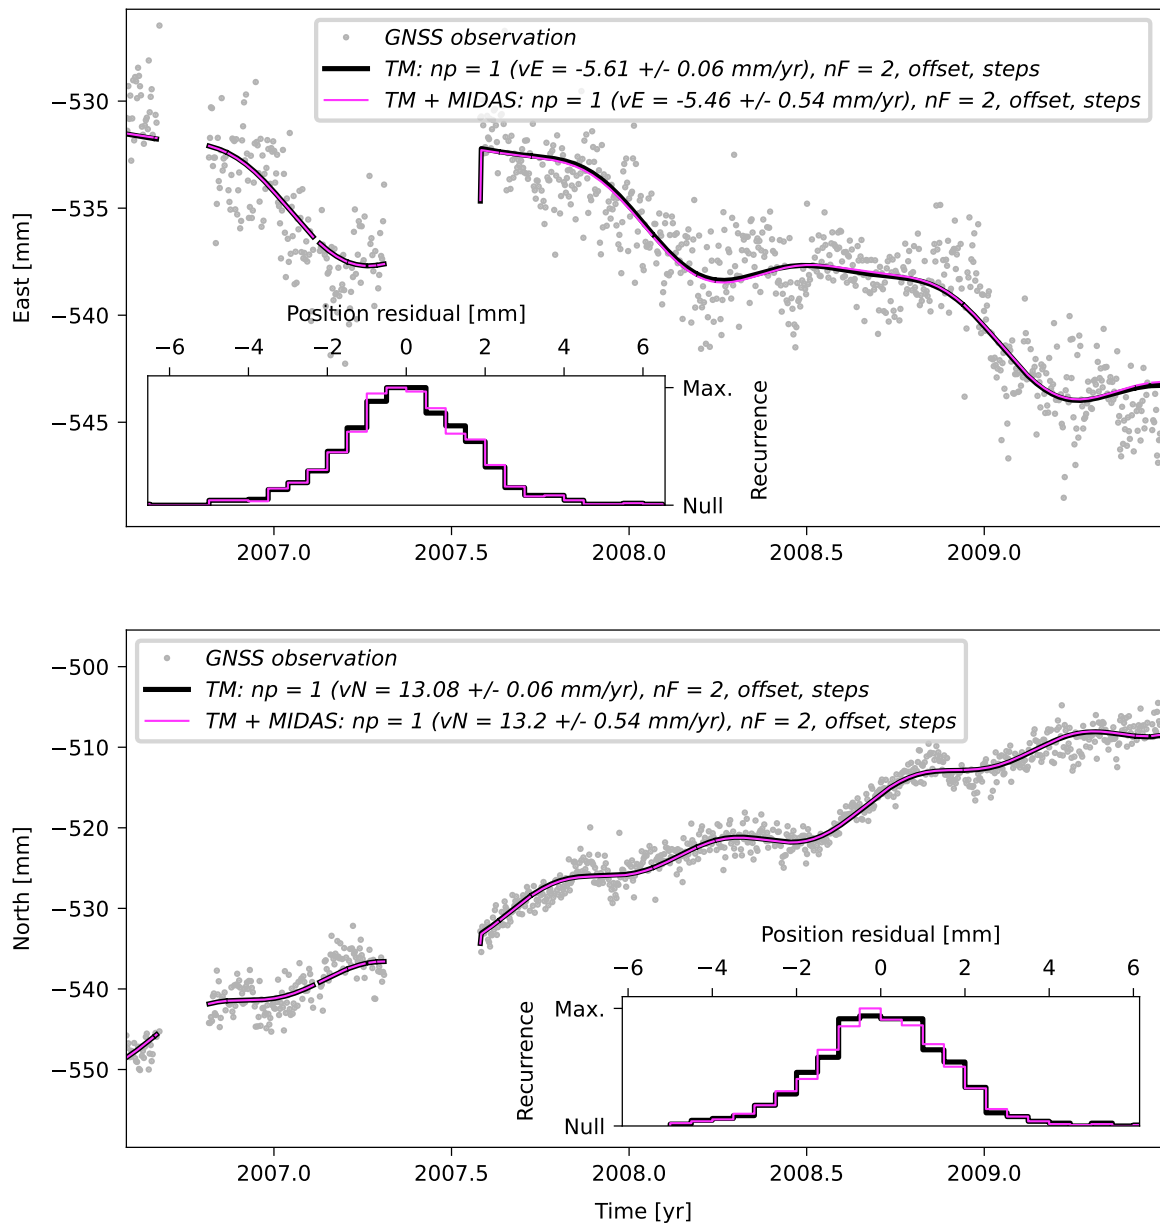 GNSS observation
TM: np = 1 (vE = -5.61 +/- 0.06 mm/yr), nF = 2, offset, steps
TM + MIDAS: np = 1 (vE = -5.46 +/- 0.54 mm/yr), nF = 2, offset, steps
−530
−535
−540
−545
East [mm]
Position residual [mm]
−6 −4 −2 0 2 4 6
Max.
Null
Recurrence
2007.0 2007.5 2008.0 2008.5 2009.0
GNSS observation
TM: np = 1 (vN = 13.08 +/- 0.06 mm/yr), nF = 2, offset, steps
TM + MIDAS: np = 1 (vN = 13.2 +/- 0.54 mm/yr), nF = 2, offset, steps
−500
−510
−520
−530
−540
−550
North [mm]
Position residual [mm]
−6 −4 −2 0 2 4 6
Max.
Null
Recurrence
2007.0 2007.5 2008.0 2008.5 2009.0
Time [yr]